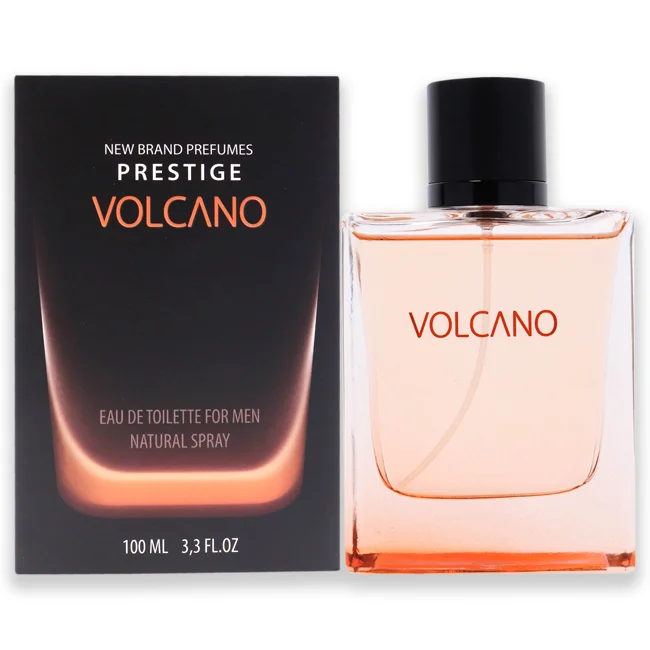 NEW BRAND PREFUMES
PRESTIGE
VOLCANO
EAU DE TOILETTE FOR MEN
NATURAL SPRAY
100 ML 3,3 FL.OZ
VOLCANO